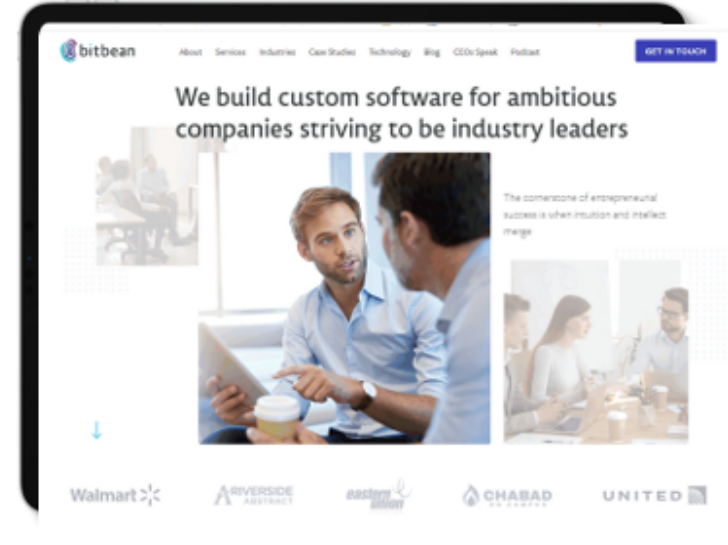 bitbean
About Services Industries Case Studies Technology Blog CEOs Speak Podcast
GET IN TOUCH
We build custom software for ambitious
companies striving to be industry leaders
The cornerstone of entrepreneurial
success is when intuition and intellect
merge
Walmart
RIVERSIDE
ABSTRACT
eastern
union
CHABAD
ON CAMPUS
UNITED